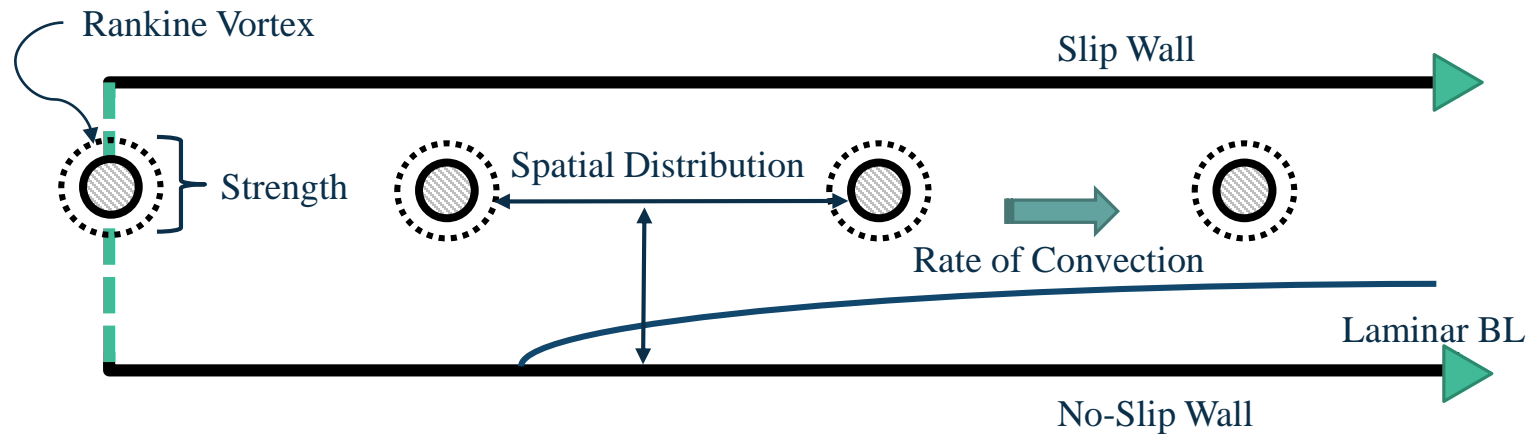 Rankine Vortex
Slip Wall
Spatial Distribution
Strength
Rate of Convection
Laminar BL
No-Slip Wall